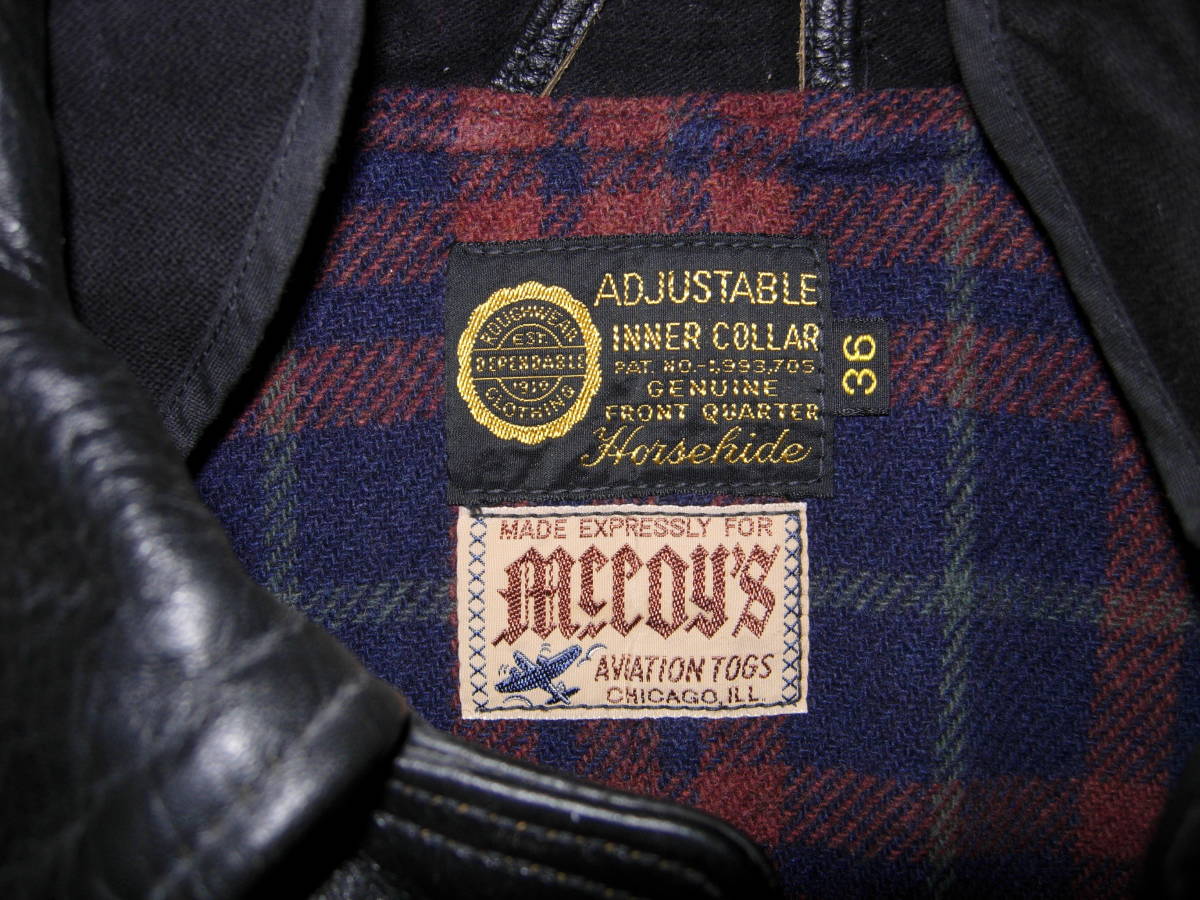 ROUGHWEAR
EST.
DEPENDABLE
1919
CLOTHING
ADJUSTABLE
INNER COLLAR
PAT. NO.-1,993,705
GENUINE
FRONT QUARTER
Horsehide
36
MADE EXPRESSLY FOR
McCOY'S
AVIATION TOGS
CHICAGO, ILL.